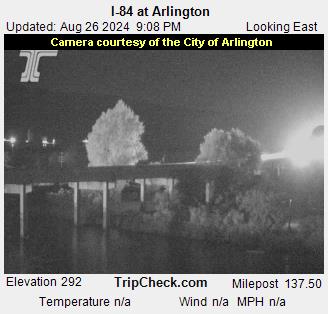 I-84 at Arlington
Updated: Aug 26 2024 9:08 PM Looking East
Camera courtesy of the City of Arlington
Elevation 292 TripCheck.com Milepost 137.50
Temperature n/a Wind n/a MPH n/a